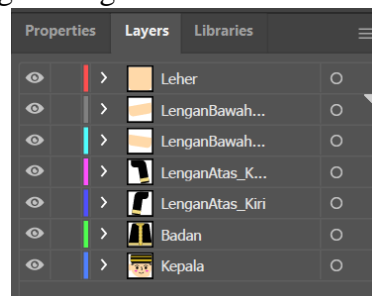 Properties Layers Libraries
Leher
LenganBawah...
LenganBawah...
LenganAtas_K...
LenganAtas_Kiri
Badan
Kepala